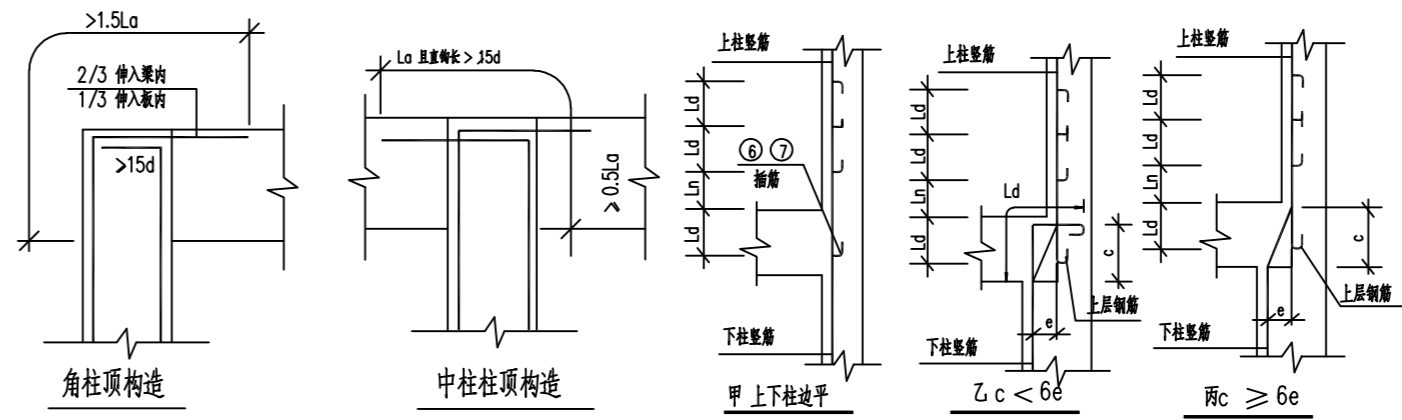 >1.5La
2/3 伸入梁内
1/3 伸入板内
>15d
角柱顶构造
La 且直钩长>15d
≥0.5La
中柱柱顶构造
上柱竖筋
Ld
Ld
Ln
Ld
⑥ ⑦
插筋
下柱竖筋
甲 上下柱边平
上柱竖筋
Ld
Ld
Ln
Ld
Ld
c
e
上层钢筋
下柱竖筋
乙 c < 6e
上柱竖筋
Ld
Ld
Ln
Ld
c
e
上层钢筋
下柱竖筋
丙c ≥ 6e